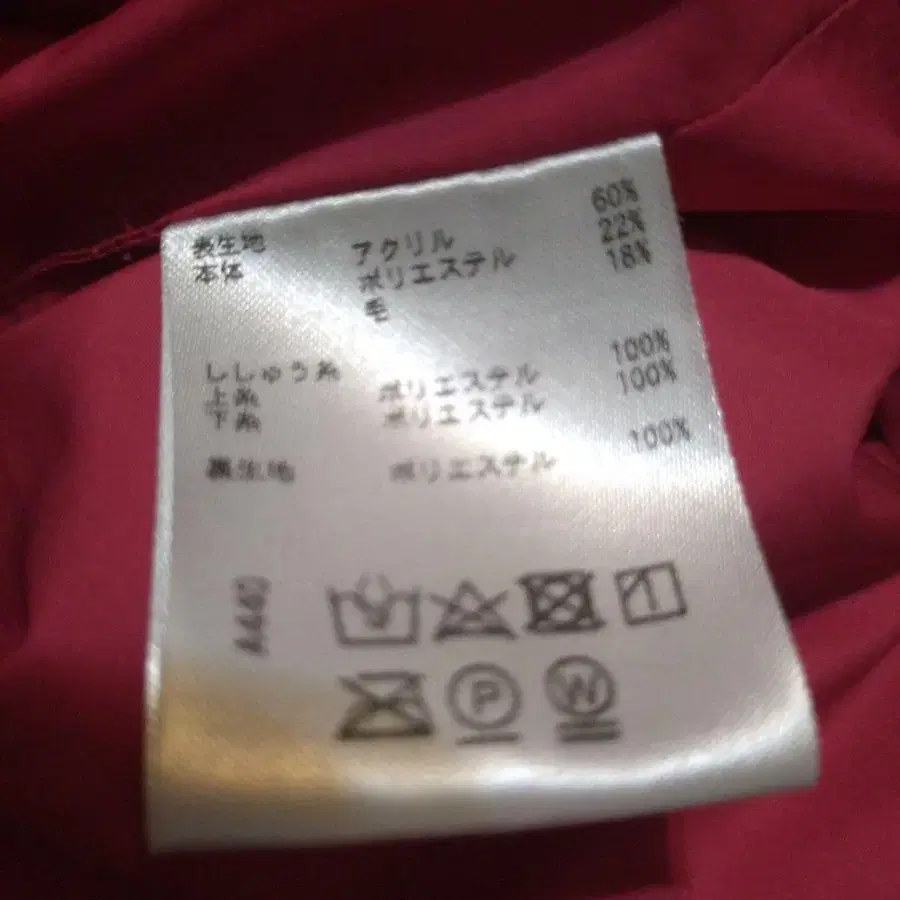 表生地
本体 アクリル 60%
ポリエステル 22%
毛 18%
ししゅう糸
上糸 ポリエステル 100%
下糸 ポリエステル 100%
裏生地 ポリエステル 100%
A440
P
W